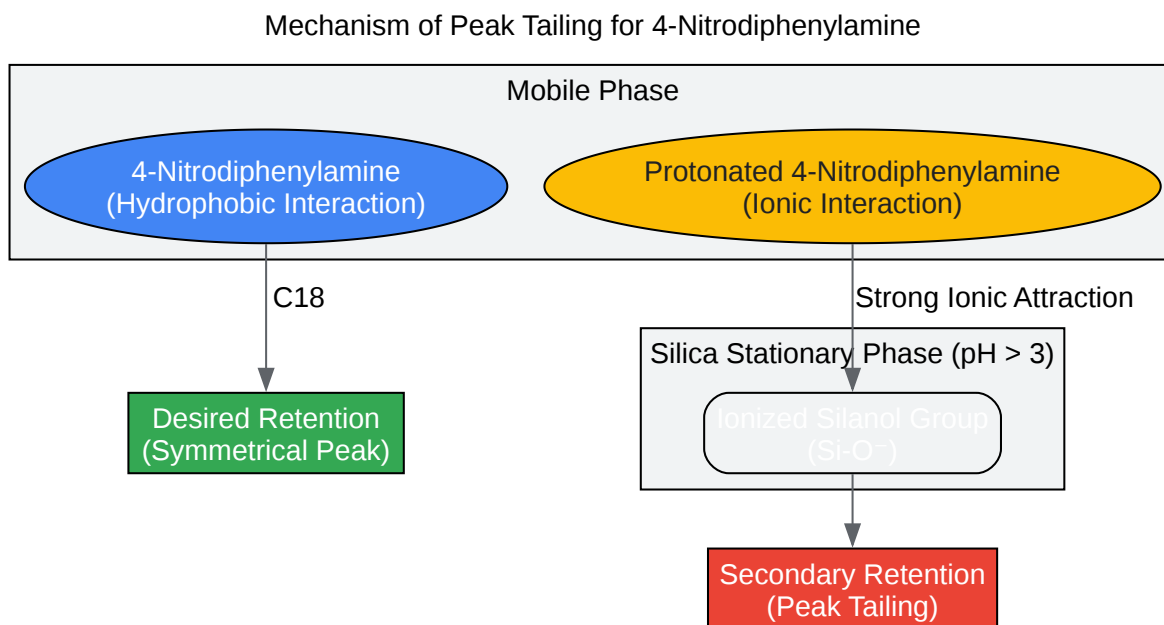 Mechanism of Peak Tailing for 4-Nitrodiphenylamine
Mobile Phase
4-Nitrodiphenylamine
(Hydrophobic Interaction)
Protonated 4-Nitrodiphenylamine
(Ionic Interaction)
C18
Strong Ionic Attraction
Silica Stationary Phase (pH > 3)
Desired Retention
(Symmetrical Peak)
Ionized Silanol Group
(Si-O⁻)
Secondary Retention
(Peak Tailing)